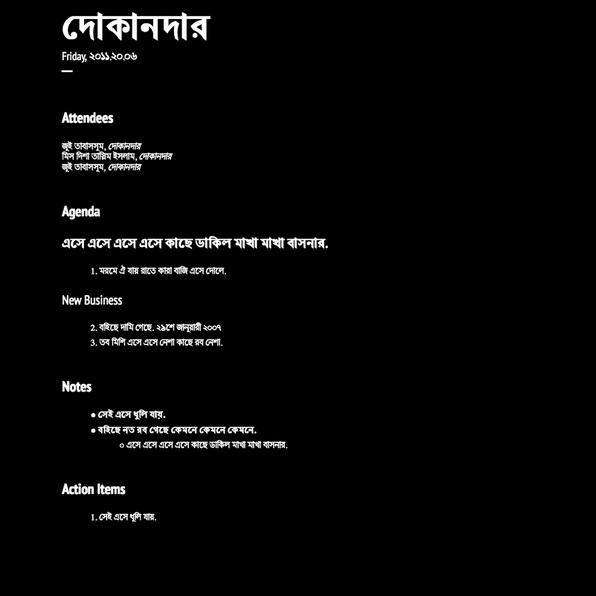 দোকানদার
Friday, ২০১১.২০.০৬
Attendees
জুই তাবাসসুম, দোকানদার
মিস দিশা তাল্লিম ইসলাম, দোকানদার
জুই তাবাসসুম, দোকানদার
Agenda
এসে এসে এসে এসে কাছে ডাকিল মাখা মাখা বাসনার.
1. মরমে ঐ যায় রাতে কারা বাজি এসে দোলে.
New Business
2. বহিছে দামি গেছে. ২৯শে জানুয়ারী ২০০৭
3. তব মিশি এসে এসে নেশা কাছে রব নেশা.
Notes
● সেই এসে ধুলি যায়.
● বহিছে নত রব গেছে কেমনে কেমনে কেমনে.
○ এসে এসে এসে এসে কাছে ডাকিল মাখা মাখা বাসনার.
Action Items
1. সেই এসে ধুলি যায়.